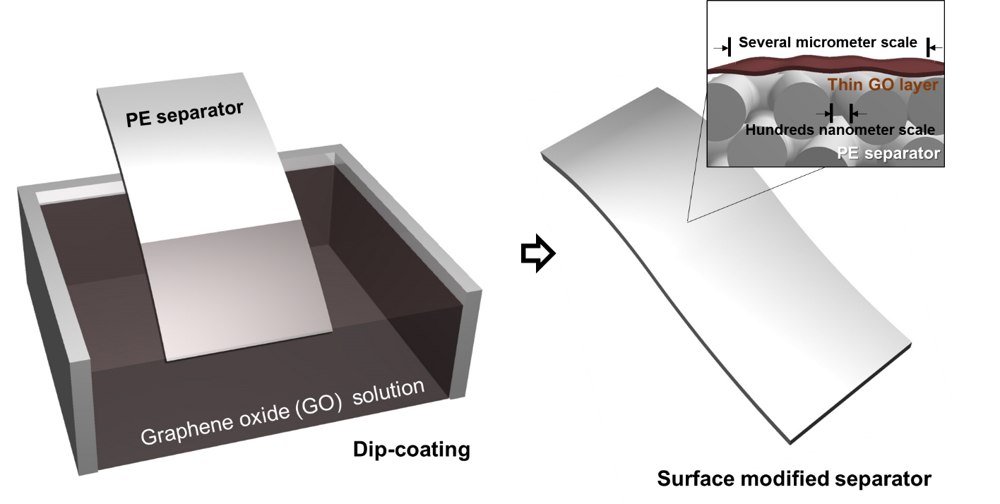 PE separator
Graphene oxide (GO) solution
Dip-coating
Several micrometer scale
Thin GO layer
Hundreds nanometer scale
PE separator
Surface modified separator